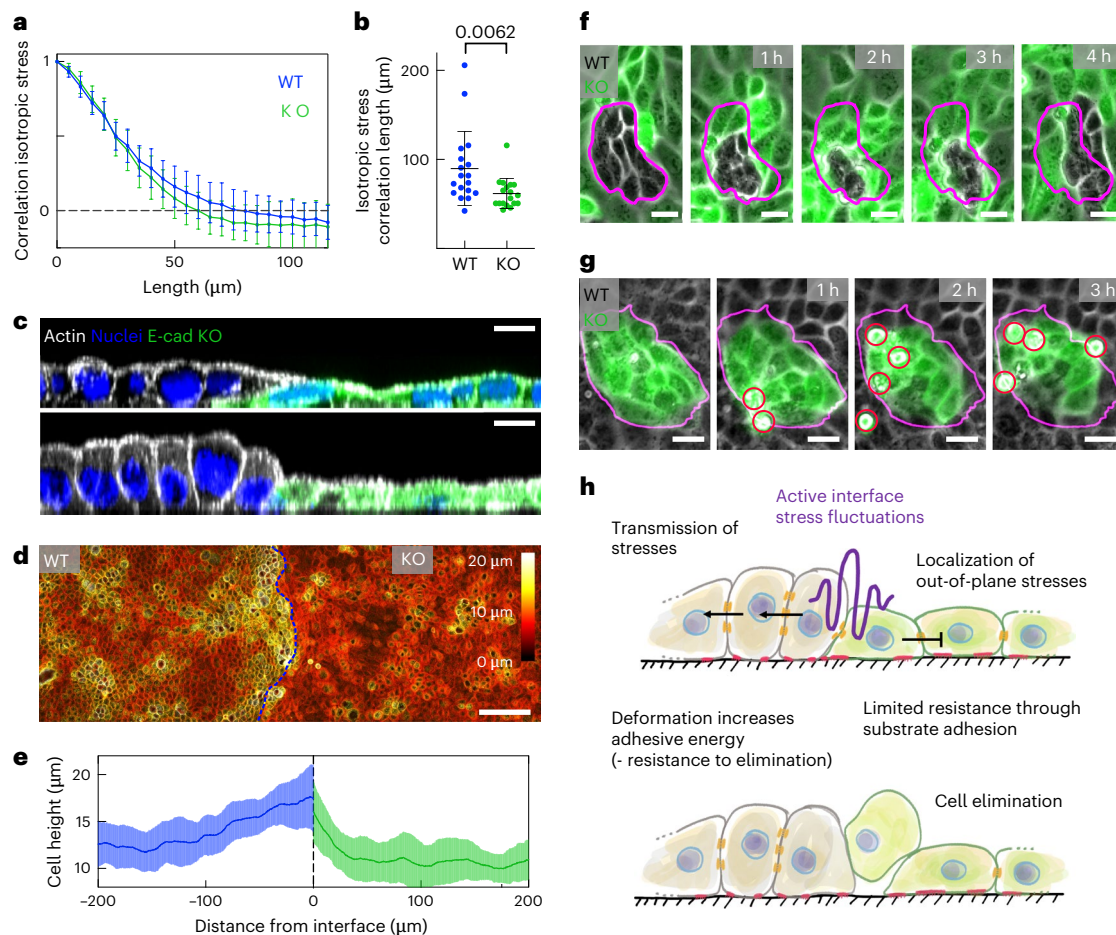 a
Correlation isotropic stress
1
0
WT
K O
0
50
100
Length (μm)
b
0.0062
Isotropic stress
correlation length (μm)
200
100
WT
KO
c
Actin Nuclei E-cad KO
d
WT
KO
20 μm
10 μm
0 μm
e
Cell height (μm)
20
15
10
−200
−100
0
100
200
Distance from interface (μm)
f
WT
KO
1 h
2 h
3 h
4 h
g
WT
KO
1 h
2 h
3 h
h
Active interface
stress fluctuations
Transmission of
stresses
Localization of
out-of-plane stresses
Deformation increases
adhesive energy
(- resistance to elimination)
Limited resistance through
substrate adhesion
Cell elimination